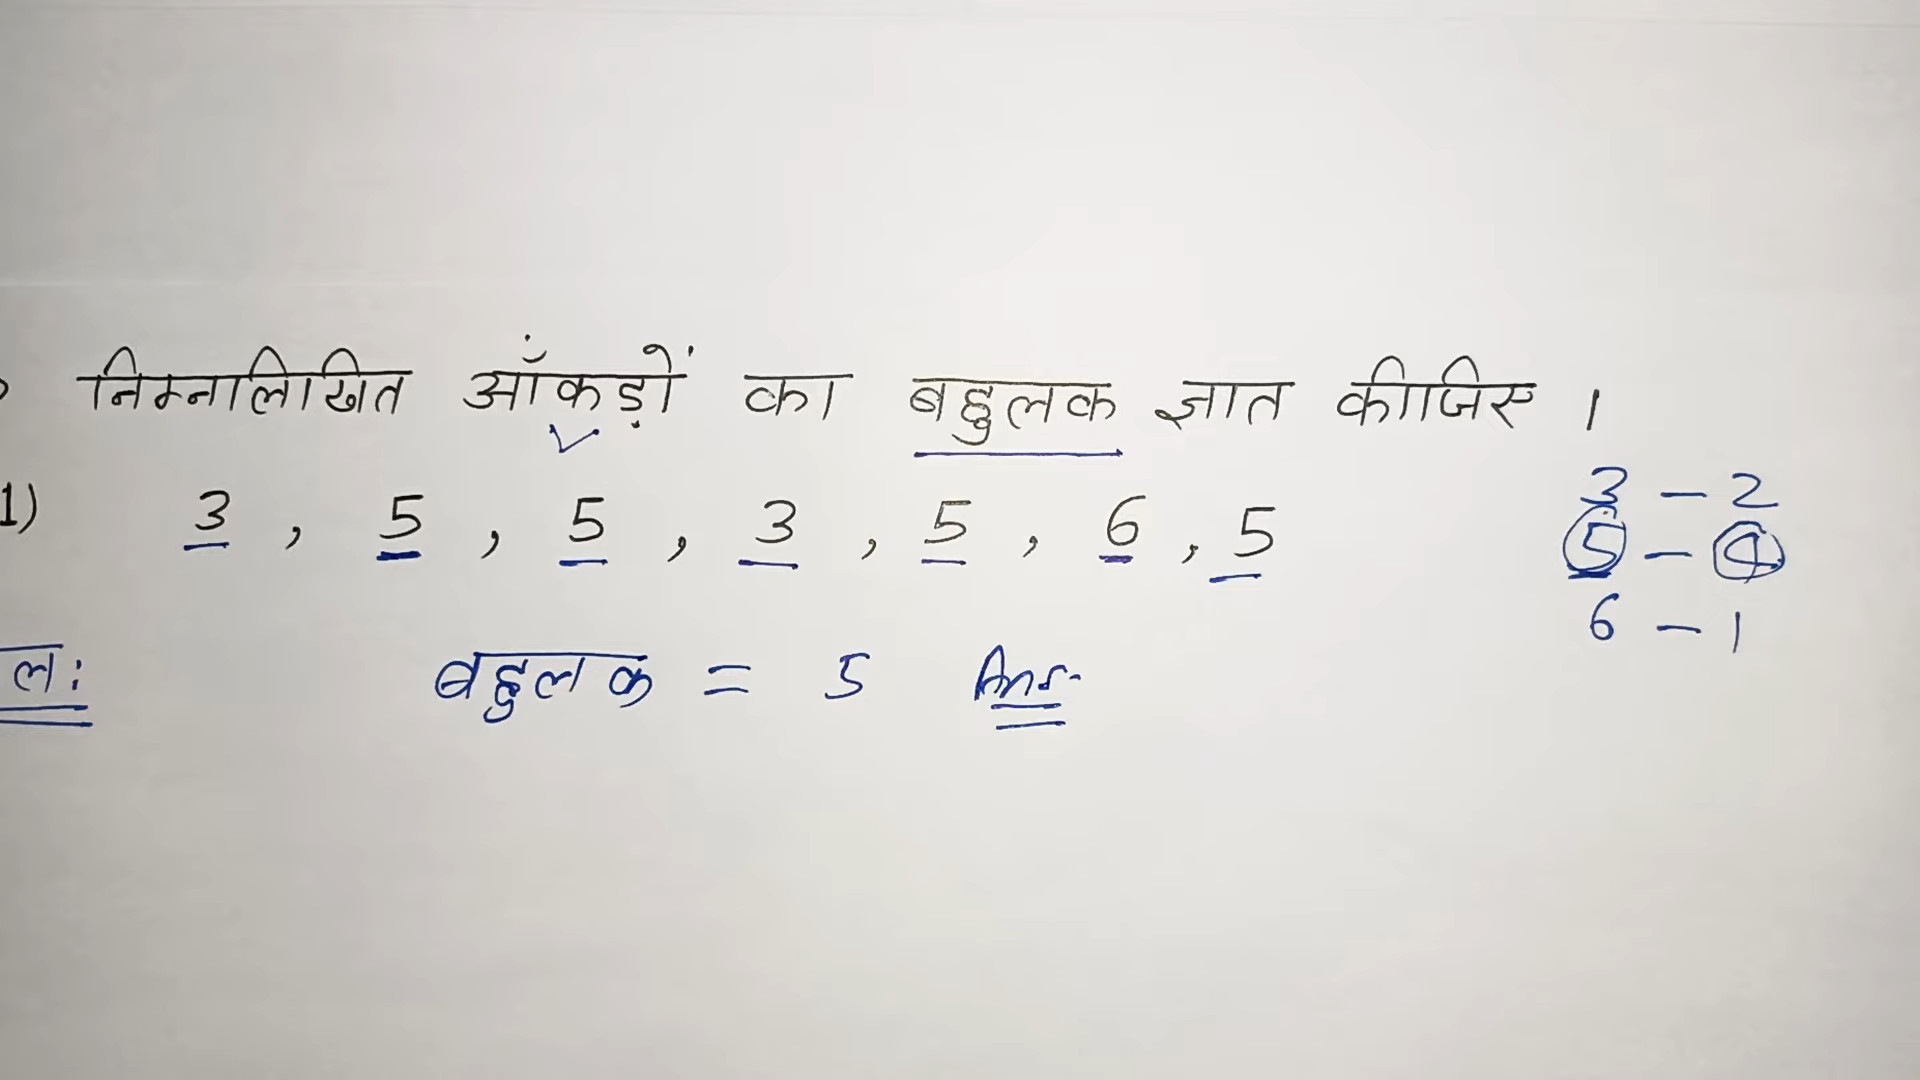 निम्नलिखित आँकड़ों का बहुलक ज्ञात कीजिए ।
1) 3 , 5 , 5 , 3 , 5 , 6 , 5
3 – 2
5 – 4
6 – 1
ल:
बहुलक = 5 Ans.